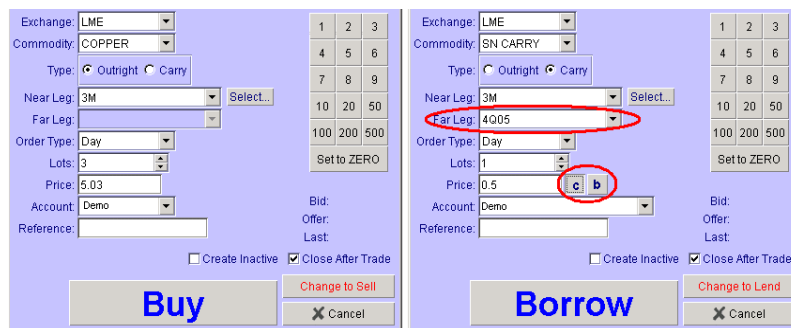 Exchange: LME
1 2 3
Commodity: COPPER
4 5 6
Type: Outright Carry
7 8 9
Near Leg: 3M Select...
10 20 50
Far Leg:
100 200 500
Order Type: Day
Lots: 3
Set to ZERO
Price: 5.03
Account: Demo
Bid:
Offer:
Reference:
Last:
Create Inactive Close After Trade
Buy
Change to Sell
Cancel
Exchange: LME
1 2 3
Commodity: SN CARRY
4 5 6
Type: Outright Carry
7 8 9
Near Leg: 3M Select...
10 20 50
Far Leg: 4Q05
100 200 500
Order Type: Day
Lots: 1
Set to ZERO
Price: 0.5 c b
Account: Demo
Bid:
Offer:
Reference:
Last:
Create Inactive Close After Trade
Borrow
Change to Lend
Cancel